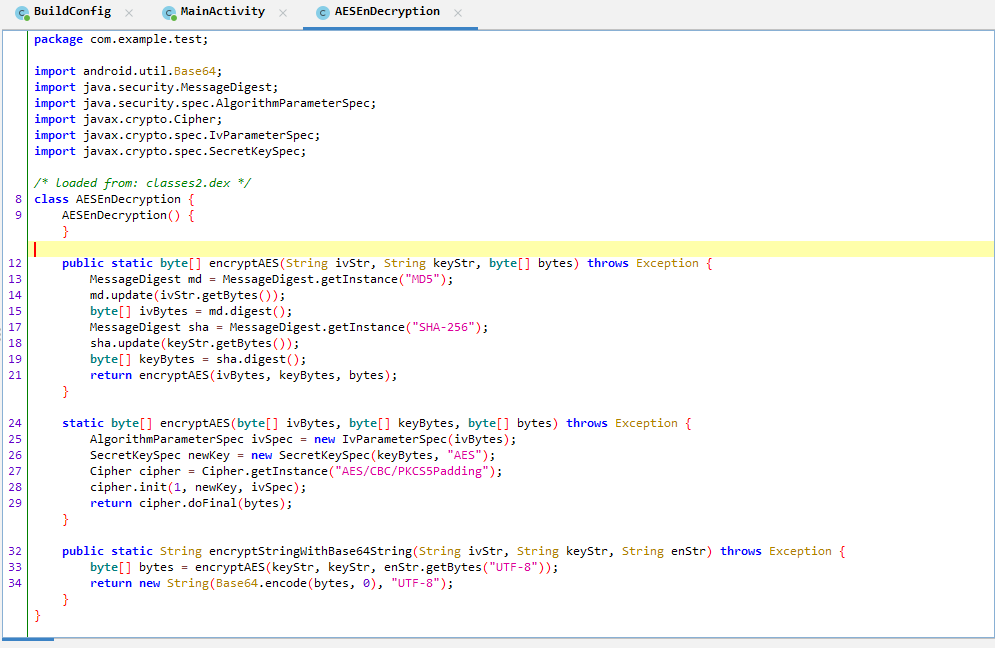 BuildConfig MainActivity AESEnDecryption
package com.example.test;
import android.util.Base64;
import java.security.MessageDigest;
import java.security.spec.AlgorithmParameterSpec;
import javax.crypto.Cipher;
import javax.crypto.spec.IvParameterSpec;
import javax.crypto.spec.SecretKeySpec;
/* loaded from: classes2.dex */
8 class AESEnDecryption {
9 AESEnDecryption() {
}
12 public static byte[] encryptAES(String ivStr, String keyStr, byte[] bytes) throws Exception {
13 MessageDigest md = MessageDigest.getInstance("MD5");
14 md.update(ivStr.getBytes());
15 byte[] ivBytes = md.digest();
17 MessageDigest sha = MessageDigest.getInstance("SHA-256");
18 sha.update(keyStr.getBytes());
19 byte[] keyBytes = sha.digest();
21 return encryptAES(ivBytes, keyBytes, bytes);
}
24 static byte[] encryptAES(byte[] ivBytes, byte[] keyBytes, byte[] bytes) throws Exception {
25 AlgorithmParameterSpec ivSpec = new IvParameterSpec(ivBytes);
26 SecretKeySpec newKey = new SecretKeySpec(keyBytes, "AES");
27 Cipher cipher = Cipher.getInstance("AES/CBC/PKCS5Padding");
28 cipher.init(1, newKey, ivSpec);
29 return cipher.doFinal(bytes);
}
32 public static String encryptStringWithBase64String(String ivStr, String keyStr, String enStr) throws Exception {
33 byte[] bytes = encryptAES(keyStr, keyStr, enStr.getBytes("UTF-8"));
34 return new String(Base64.encode(bytes, 0), "UTF-8");
}
}